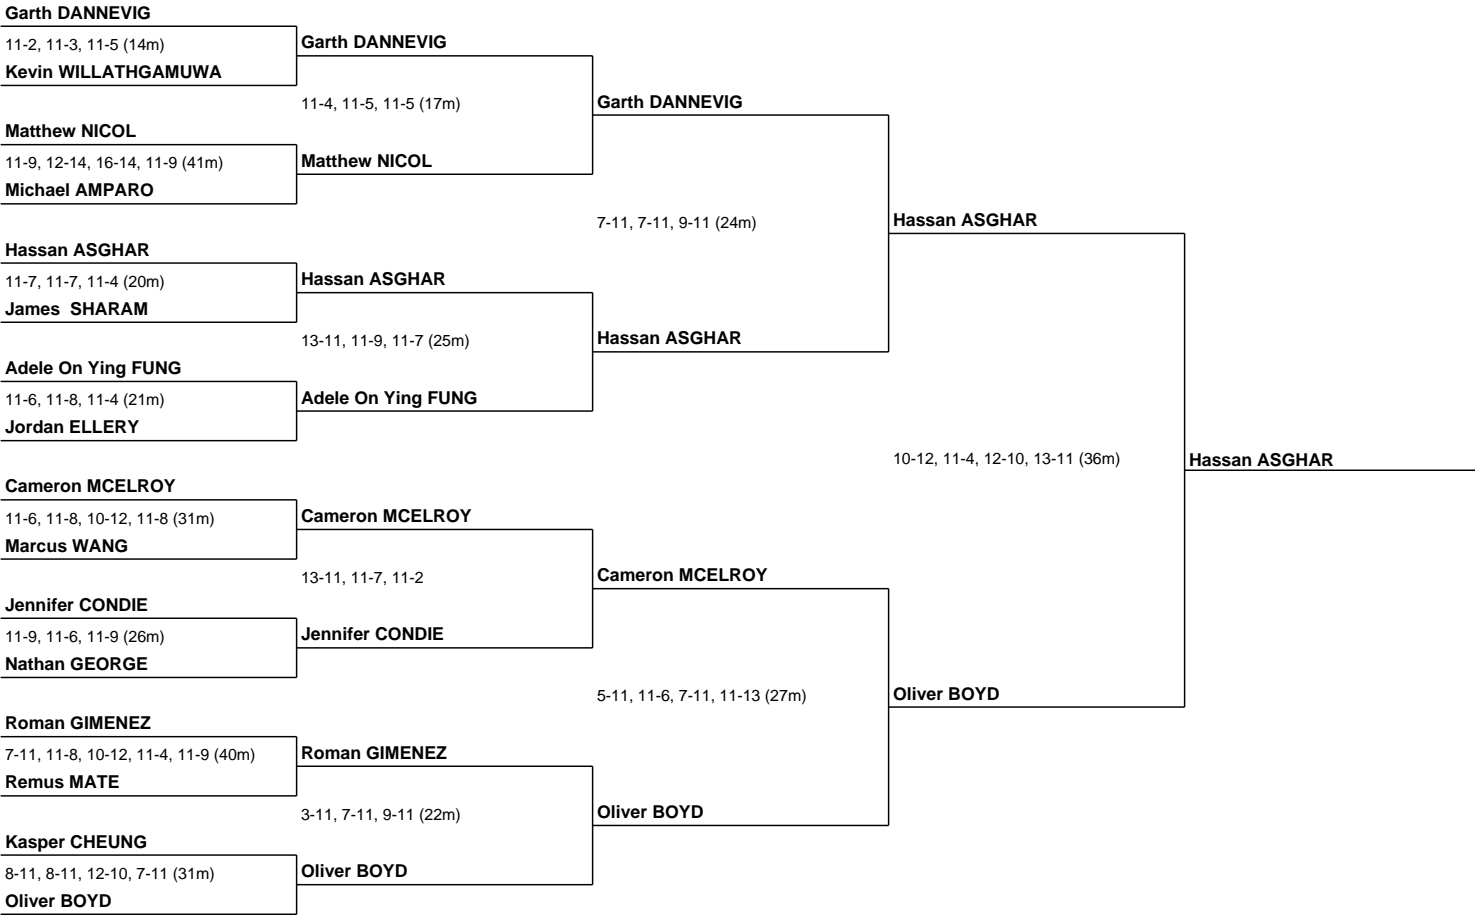 Garth DANNEVIG
11-2, 11-3, 11-5 (14m)
Kevin WILLATHGAMUWA
Matthew NICOL
11-9, 12-14, 16-14, 11-9 (41m)
Michael AMPARO
Hassan ASGHAR
11-7, 11-7, 11-4 (20m)
James  SHARAM
Adele On Ying FUNG
11-6, 11-8, 11-4 (21m)
Jordan ELLERY
Cameron MCELROY
11-6, 11-8, 10-12, 11-8 (31m)
Marcus WANG
Jennifer CONDIE
11-9, 11-6, 11-9 (26m)
Nathan GEORGE
Roman GIMENEZ
7-11, 11-8, 10-12, 11-4, 11-9 (40m)
Remus MATE
Kasper CHEUNG
8-11, 8-11, 12-10, 7-11 (31m)
Oliver BOYD
Garth DANNEVIG
11-4, 11-5, 11-5 (17m)
Matthew NICOL
Hassan ASGHAR
13-11, 11-9, 11-7 (25m)
Adele On Ying FUNG
Cameron MCELROY
13-11, 11-7, 11-2
Jennifer CONDIE
Roman GIMENEZ
3-11, 7-11, 9-11 (22m)
Oliver BOYD
Garth DANNEVIG
7-11, 7-11, 9-11 (24m)
Hassan ASGHAR
Cameron MCELROY
5-11, 11-6, 7-11, 11-13 (27m)
Oliver BOYD
Hassan ASGHAR
10-12, 11-4, 12-10, 13-11 (36m)
Oliver BOYD
Hassan ASGHAR